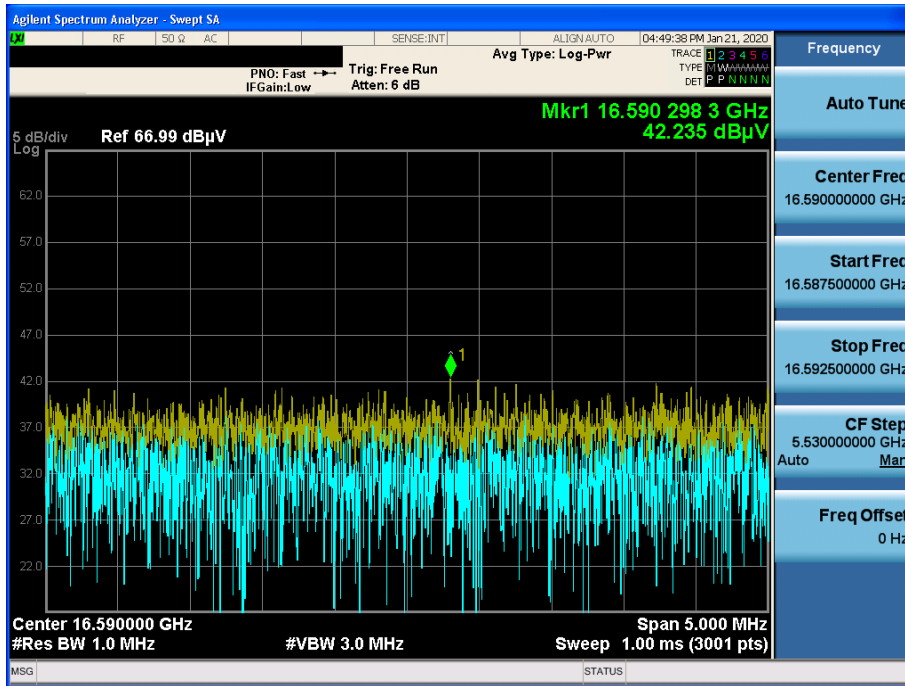 Agilent Spectrum Analyzer - Swept SA
LXI RF 50 Ω AC SENSE:INT ALIGN AUTO 04:49:38 PM Jan 21, 2020
Avg Type: Log-Pwr TRACE 1 2 3 4 5 6
PNO: Fast Trig: Free Run TYPE M W W W W W
IFGain:Low Atten: 6 dB DET P P N N N N
Mkr1 16.590 298 3 GHz
42.235 dBµV
5 dB/div Ref 66.99 dBµV
Log
62.0
57.0
52.0
47.0
1
42.0
37.0
32.0
27.0
22.0
Center 16.590000 GHz Span 5.000 MHz
#Res BW 1.0 MHz #VBW 3.0 MHz Sweep 1.00 ms (3001 pts)
MSG STATUS
Frequency
Auto Tune
Center Freq
16.590000000 GHz
Start Freq
16.587500000 GHz
Stop Freq
16.592500000 GHz
CF Step
5.530000000 GHz
Auto Man
Freq Offset
0 Hz